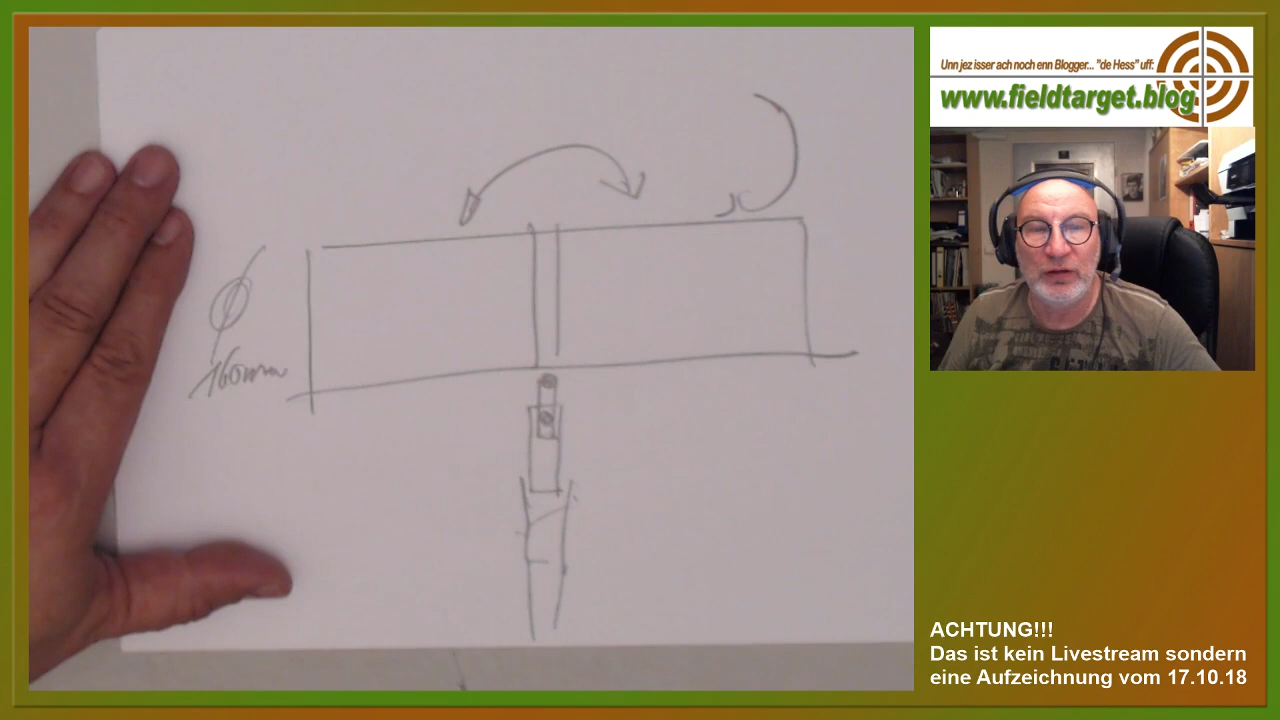 Ø
160mm
Unn jez isser ach noch enn Blogger... "de Hess" uff:
www.fieldtarget.blog
ACHTUNG!!!
Das ist kein Livestream sondern
eine Aufzeichnung vom 17.10.18